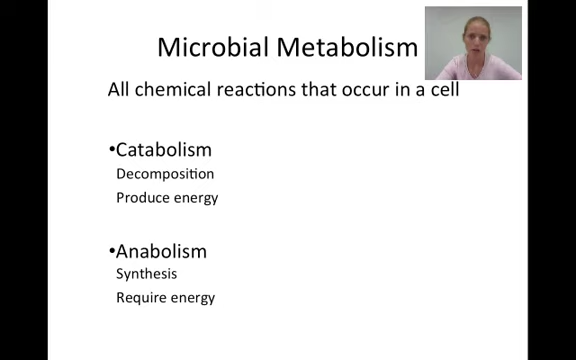 Microbial Metabolism
All chemical reactions that occur in a cell
•Catabolism
Decomposition
Produce energy
•Anabolism
Synthesis
Require energy